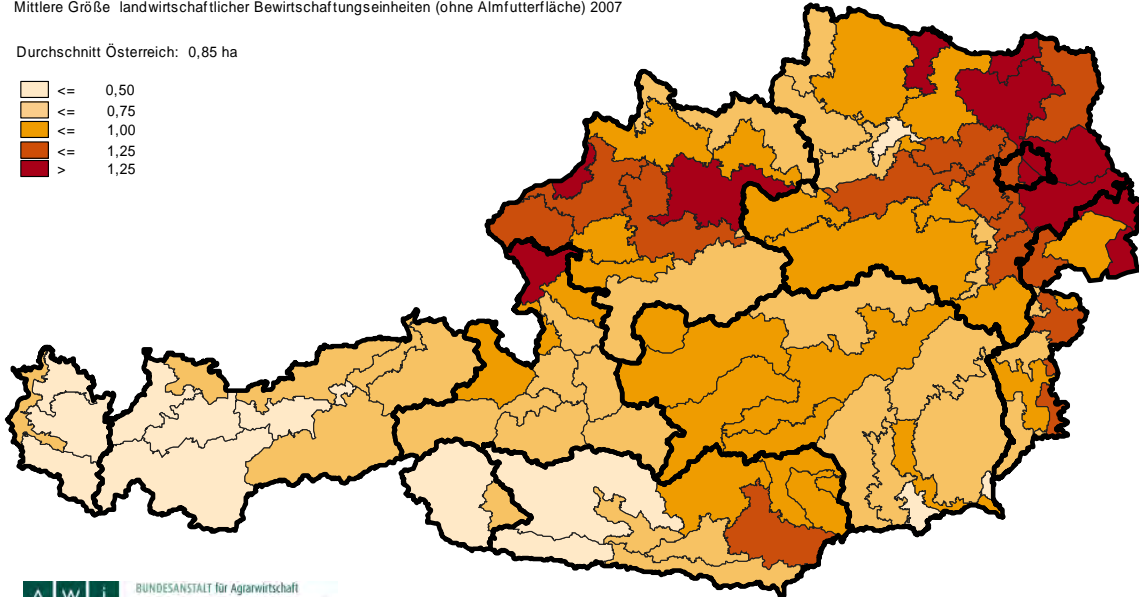 Mittlere Größe landwirtschaftlicher Bewirtschaftungseinheiten (ohne Almfutterfläche) 2007
Durchschnitt Österreich: 0,85 ha
<= 0,50
<= 0,75
<= 1,00
<= 1,25
> 1,25
A W i
BUNDESANSTALT für Agrarwirtschaft